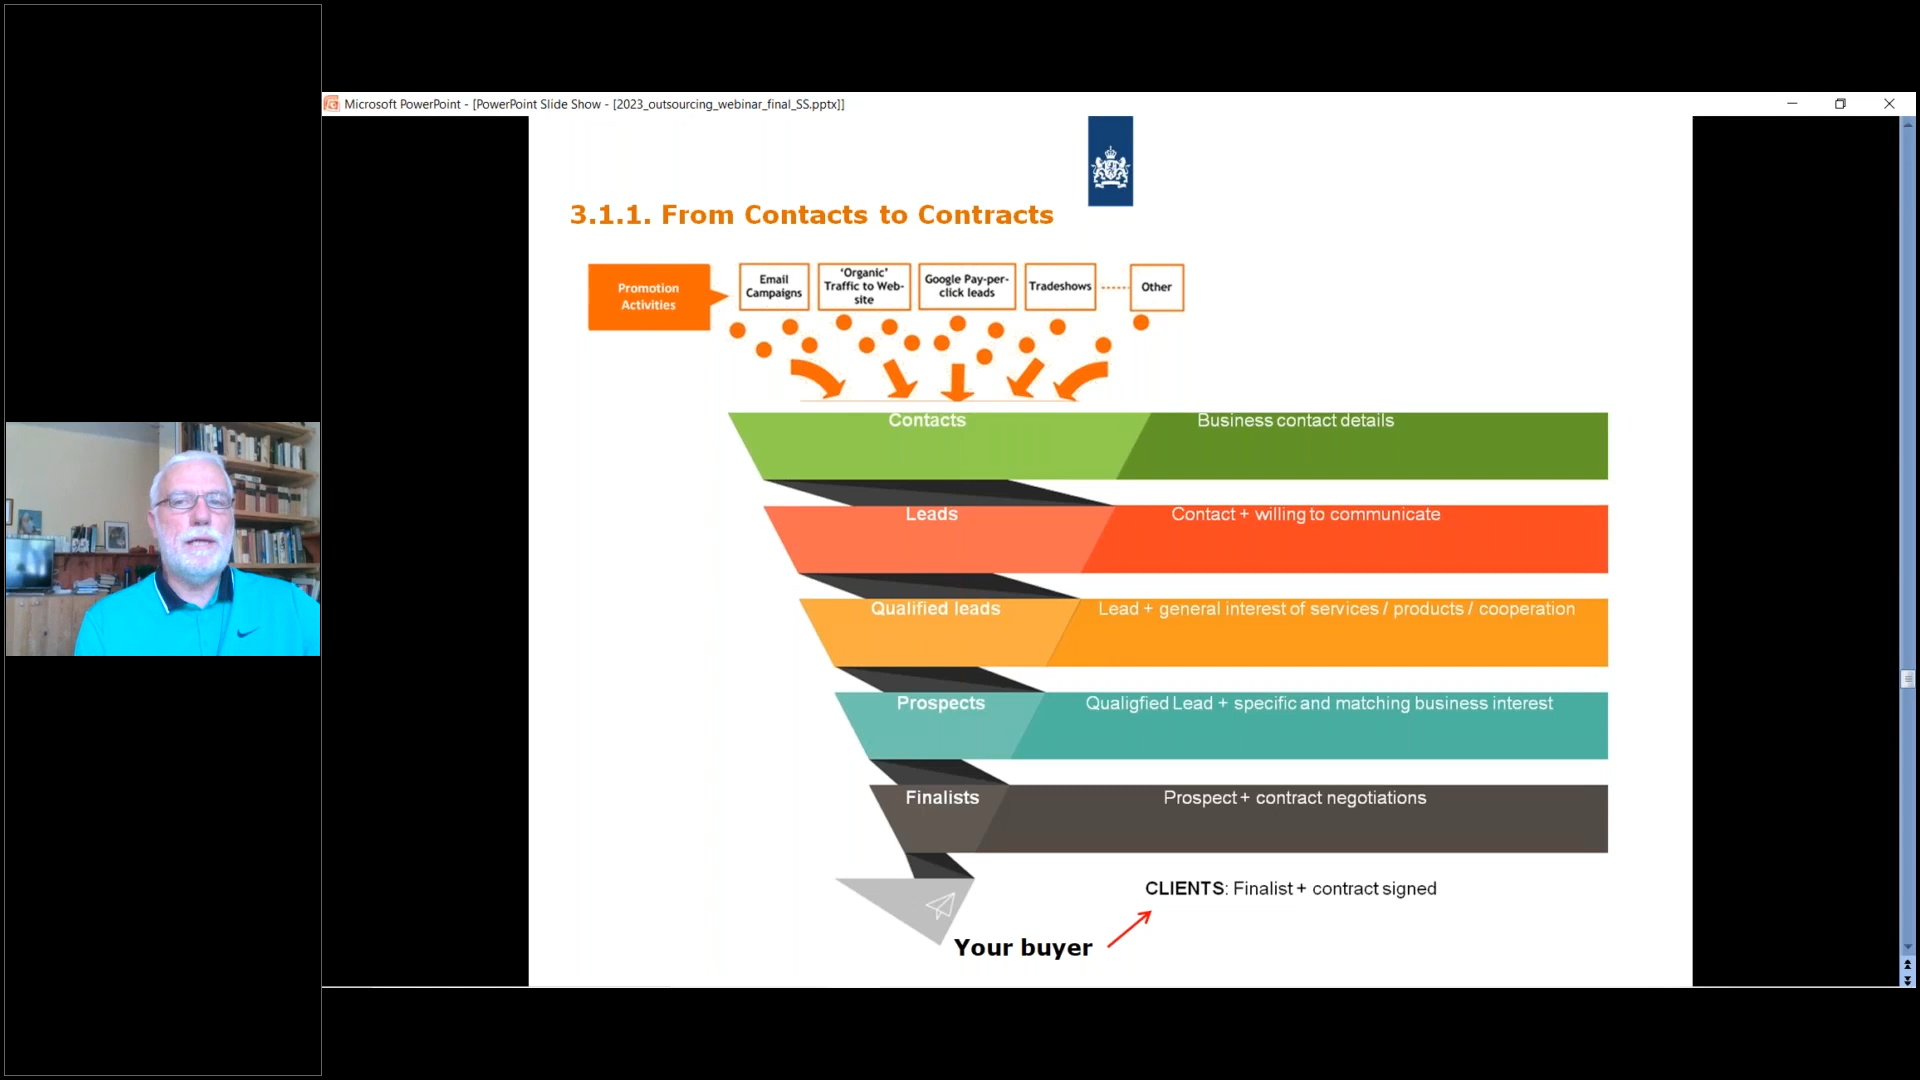 Microsoft PowerPoint - [PowerPoint Slide Show - [2023_outsourcing_webinar_final_SS.pptx]]
3.1.1. From Contacts to Contracts
Promotion
Activities
Email
Campaigns
'Organic'
Traffic to Web-
site
Google Pay-per-
click leads
Tradeshows
Other
Contacts
Business contact details
Leads
Contact + willing to communicate
Qualified leads
Lead + general interest of services / products / cooperation
Prospects
Qualigfied Lead + specific and matching business interest
Finalists
Prospect + contract negotiations
CLIENTS: Finalist + contract signed
Your buyer